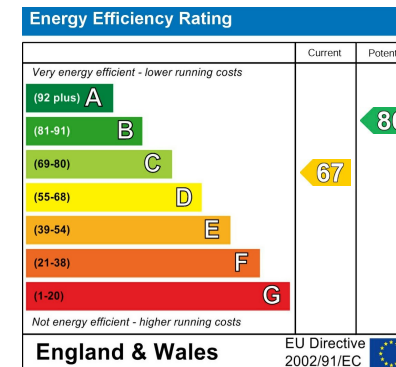 Energy Efficiency Rating
Current
Very energy efficient - lower running costs
(92 plus) A
(81-91) B
(69-80) C
67
(55-68) D
(39-54) E
(21-38) F
(1-20) G
Not energy efficient - higher running costs
England & Wales
EU Directive
2002/91/EC